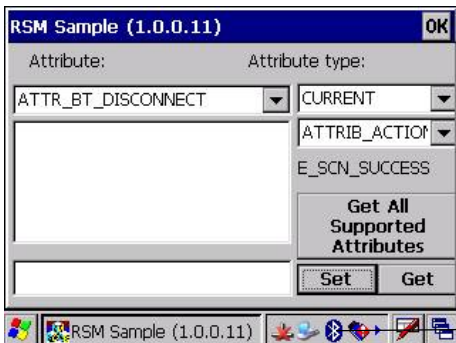 RSM Sample (1.0.0.11) OK
Attribute: Attribute type:
ATTR_BT_DISCONNECT CURRENT
ATTRIB_ACTION
E_SCN_SUCCESS
Get All
Supported
Attributes
Set Get
RSM Sample (1.0.0.11)